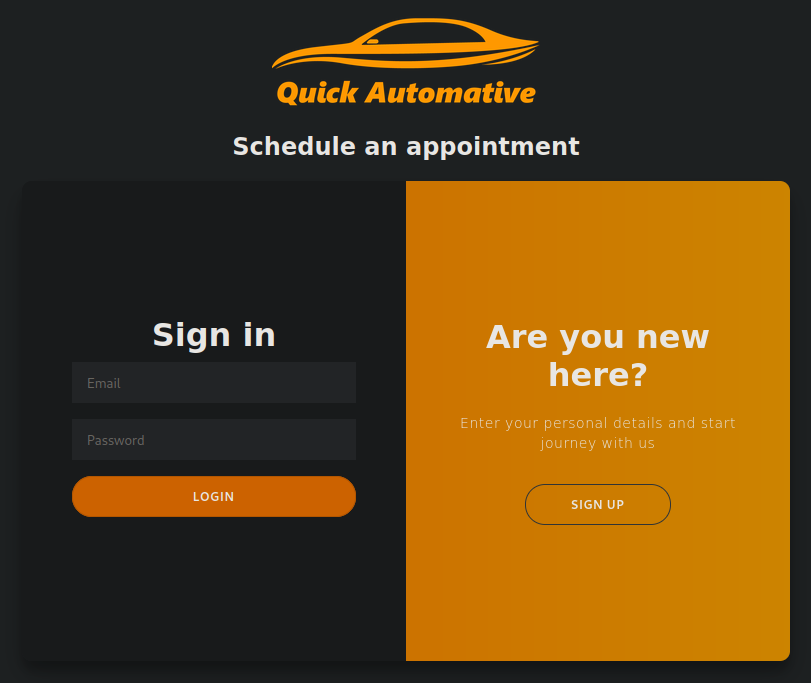 Quick Automotive
Schedule an appointment
Sign in
Email
Password
LOGIN
Are you new
here?
Enter your personal details and start
journey with us
SIGN UP